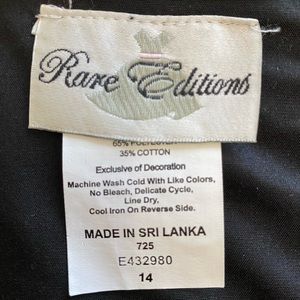 Rare Editions
65% POLYESTER
35% COTTON
Exclusive of Decoration
Machine Wash Cold With Like Colors,
No Bleach, Delicate Cycle,
Line Dry,
Cool Iron On Reverse Side.
MADE IN SRI LANKA
725
E432980
14